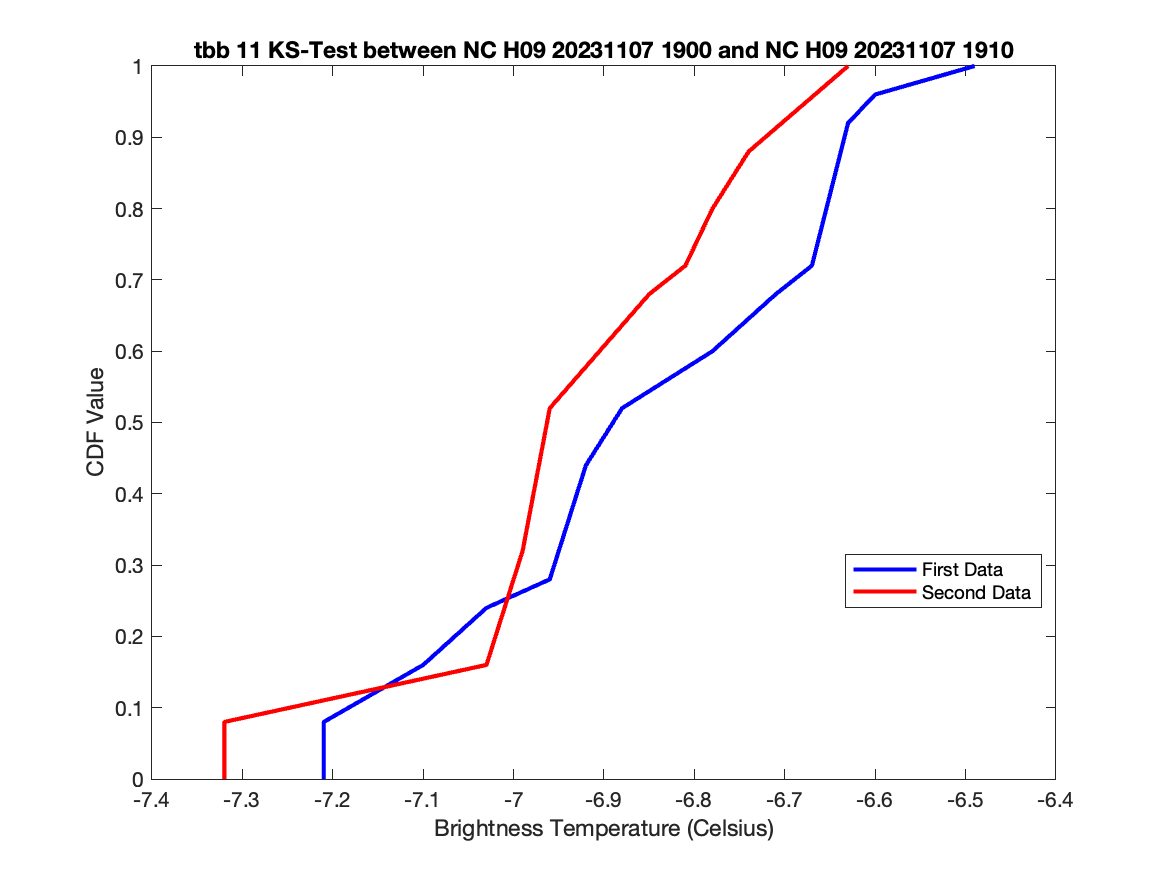 tbb 11 KS-Test between NC H09 20231107 1900 and NC H09 20231107 1910
1
0.9
0.8
0.7
0.6
0.5
0.4
0.3
0.2
0.1
0
CDF Value
First Data
Second Data
-7.4 -7.3 -7.2 -7.1 -7 -6.9 -6.8 -6.7 -6.6 -6.5 -6.4
Brightness Temperature (Celsius)